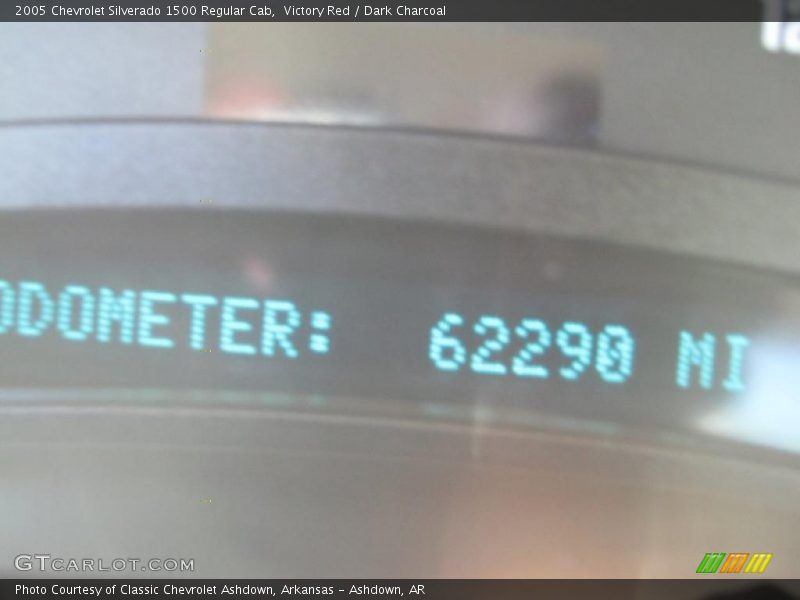 2005 Chevrolet Silverado 1500 Regular Cab, Victory Red / Dark Charcoal
ODOMETER: 62290 MI
GTCARLOT.COM
Photo Courtesy of Classic Chevrolet Ashdown, Arkansas - Ashdown, AR